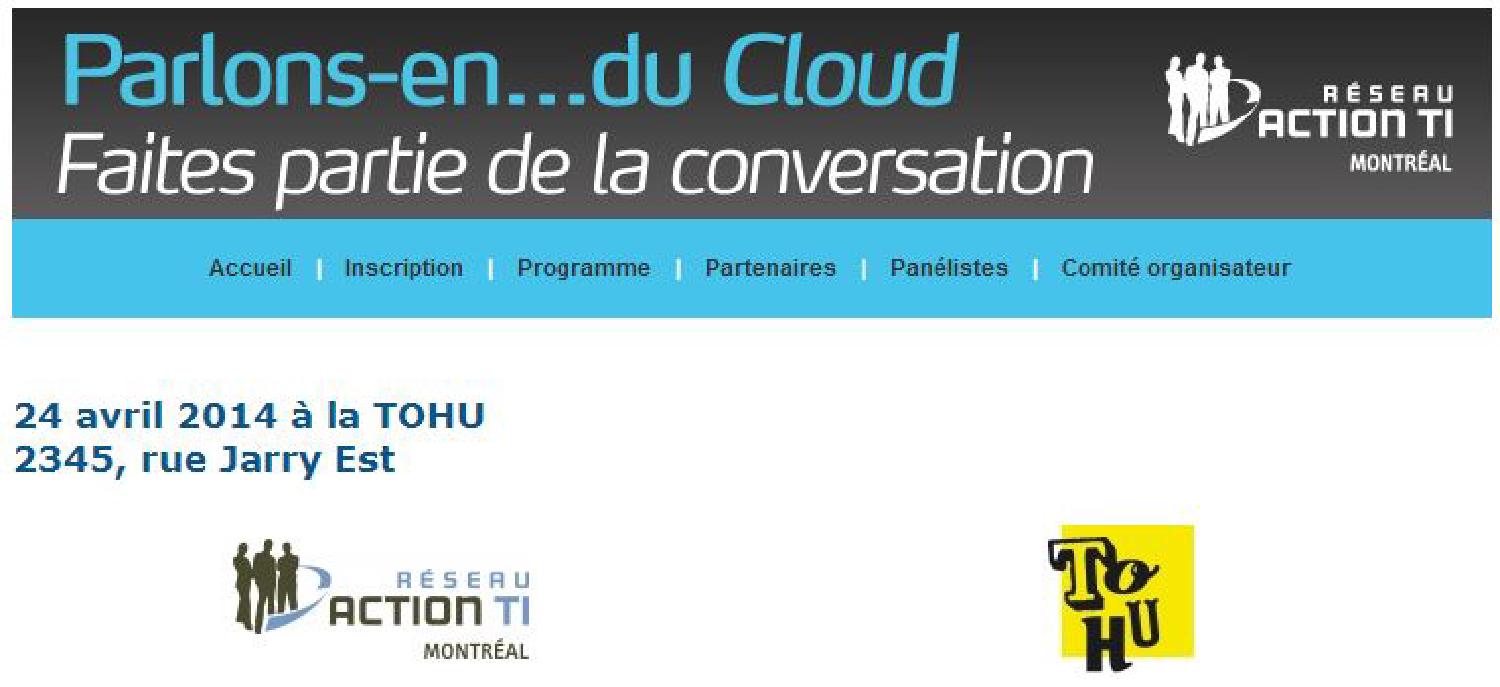 Parlons-en...du Cloud
Faites partie de la conversation
RÉSEAU
ACTION TI
MONTRÉAL
Accueil | Inscription | Programme | Partenaires | Panélistes | Comité organisateur
24 avril 2014 à la TOHU
2345, rue Jarry Est
RÉSEAU
ACTION TI
MONTRÉAL
TOHU